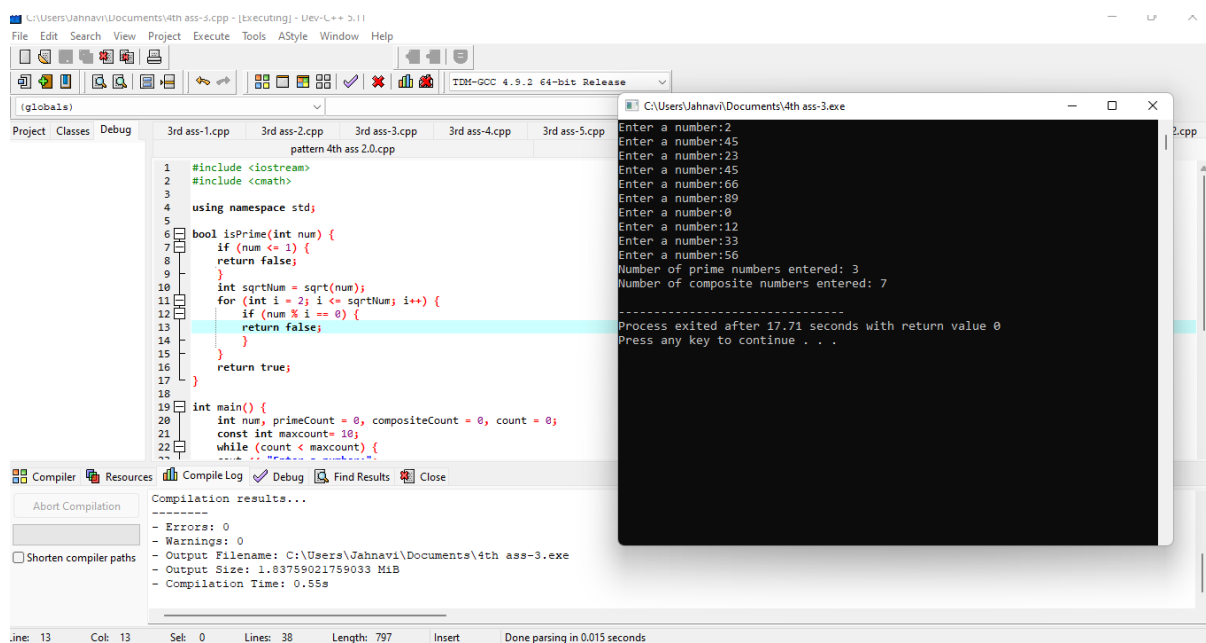 C:\Users\Jahnavi\Documents\4th ass-3.cpp - [Executing] - Dev-C++ 5.11
File Edit Search View Project Execute Tools AStyle Window Help
TDM-GCC 4.9.2 64-bit Release
(globals)
Project Classes Debug
3rd ass-1.cpp 3rd ass-2.cpp 3rd ass-3.cpp 3rd ass-4.cpp 3rd ass-5.cpp 2.cpp
pattern 4th ass 2.0.cpp
1 #include <iostream>
2 #include <cmath>
3
4 using namespace std;
5
6 bool isPrime(int num) {
7 if (num <= 1) {
8 return false;
9 }
10 int sqrtNum = sqrt(num);
11 for (int i = 2; i <= sqrtNum; i++) {
12 if (num % i == 0) {
13 return false;
14 }
15 }
16 return true;
17 }
18
19 int main() {
20 int num, primeCount = 0, compositeCount = 0, count = 0;
21 const int maxcount= 10;
22 while (count < maxcount) {
23 cout << "Enter a number:";
C:\Users\Jahnavi\Documents\4th ass-3.exe
Enter a number:2
Enter a number:45
Enter a number:23
Enter a number:45
Enter a number:66
Enter a number:89
Enter a number:0
Enter a number:12
Enter a number:33
Enter a number:56
Number of prime numbers entered: 3
Number of composite numbers entered: 7
--------------------------------
Process exited after 17.71 seconds with return value 0
Press any key to continue . . .
Compiler Resources Compile Log Debug Find Results Close
Abort Compilation
Shorten compiler paths
Compilation results...
--------
- Errors: 0
- Warnings: 0
- Output Filename: C:\Users\Jahnavi\Documents\4th ass-3.exe
- Output Size: 1.83759021759033 MiB
- Compilation Time: 0.55s
Line: 13 Col: 13 Sel: 0 Lines: 38 Length: 797 Insert Done parsing in 0.015 seconds